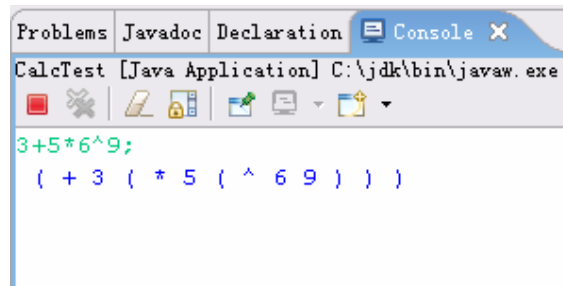 Problems Javadoc Declaration Console
CalcTest [Java Application] C:\jdk\bin\javaw.exe
3+5*6^9;
( + 3 ( * 5 ( ^ 6 9 ) ) )